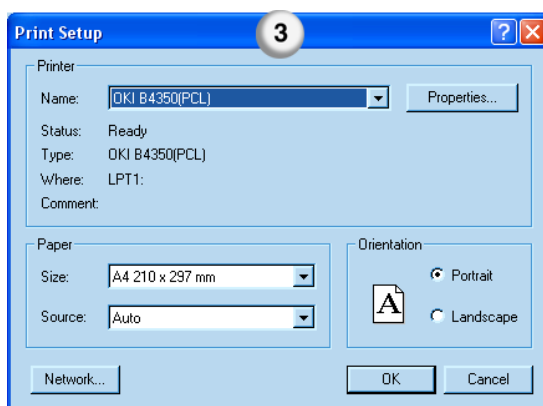 Print Setup
3
Printer
Name: OKI B4350(PCL) Properties...
Status: Ready
Type: OKI B4350(PCL)
Where: LPT1:
Comment:
Paper
Size: A4 210 x 297 mm
Source: Auto
Orientation
A
Portrait
Landscape
Network... OK Cancel